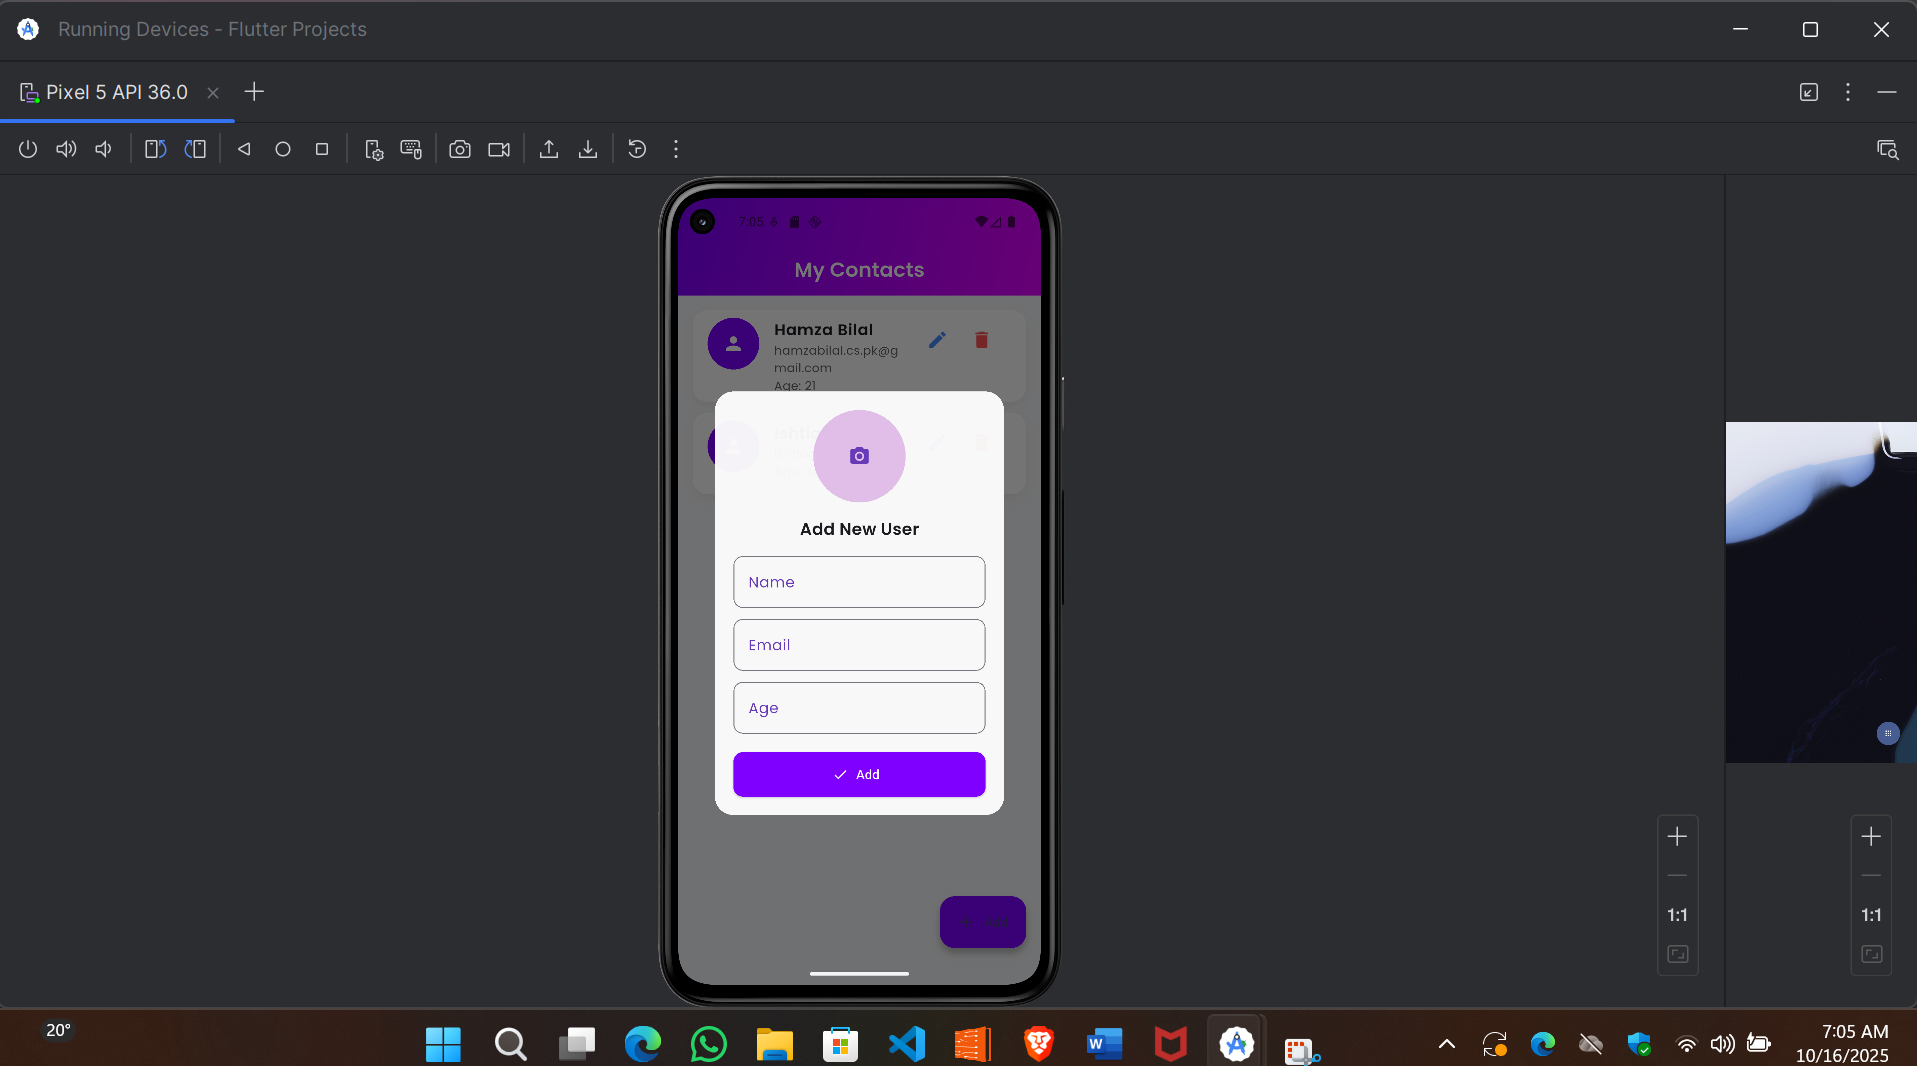 Running Devices - Flutter Projects
Pixel 5 API 36.0
7:05
My Contacts
Hamza Bilal
hamzabilal.cs.pk@g
mail.com
Age: 21
Add New User
Name
Email
Age
Add
1:1
1:1
20°
7:05 AM
10/16/2025